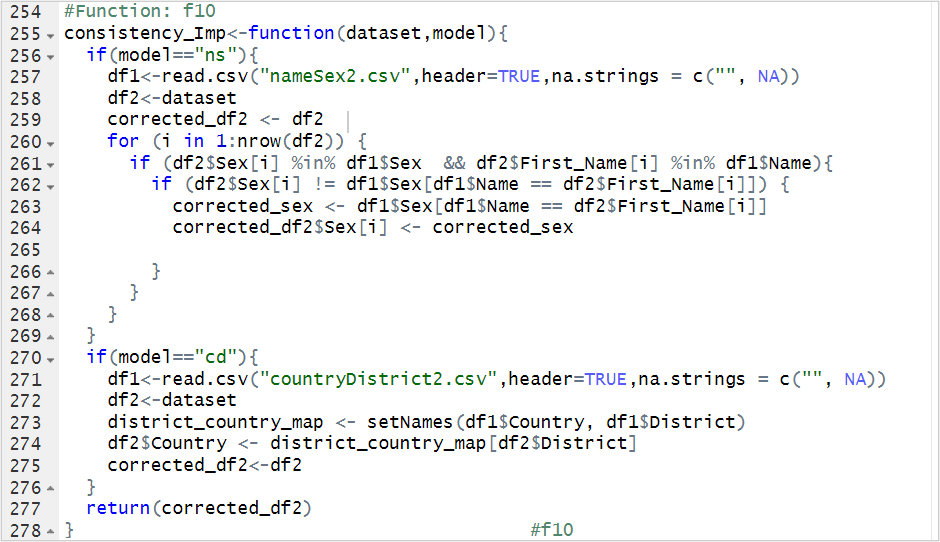 254 #Function: f10
255 consistency_Imp<-function(dataset,model){
256   if(model=="ns"){
257     df1<-read.csv("nameSex2.csv",header=TRUE,na.strings = c("", NA))
258     df2<-dataset
259     corrected_df2 <- df2
260     for (i in 1:nrow(df2)) {
261       if (df2$Sex[i] %in% df1$Sex  && df2$First_Name[i] %in% df1$Name){
262         if (df2$Sex[i] != df1$Sex[df1$Name == df2$First_Name[i]]) {
263           corrected_sex <- df1$Sex[df1$Name == df2$First_Name[i]]
264           corrected_df2$Sex[i] <- corrected_sex
265
266         }
267       }
268     }
269   }
270   if(model=="cd"){
271     df1<-read.csv("countryDistrict2.csv",header=TRUE,na.strings = c("", NA))
272     df2<-dataset
273     district_country_map <- setNames(df1$Country, df1$District)
274     df2$Country <- district_country_map[df2$District]
275     corrected_df2<-df2
276   }
277   return(corrected_df2)
278 }                                           #f10